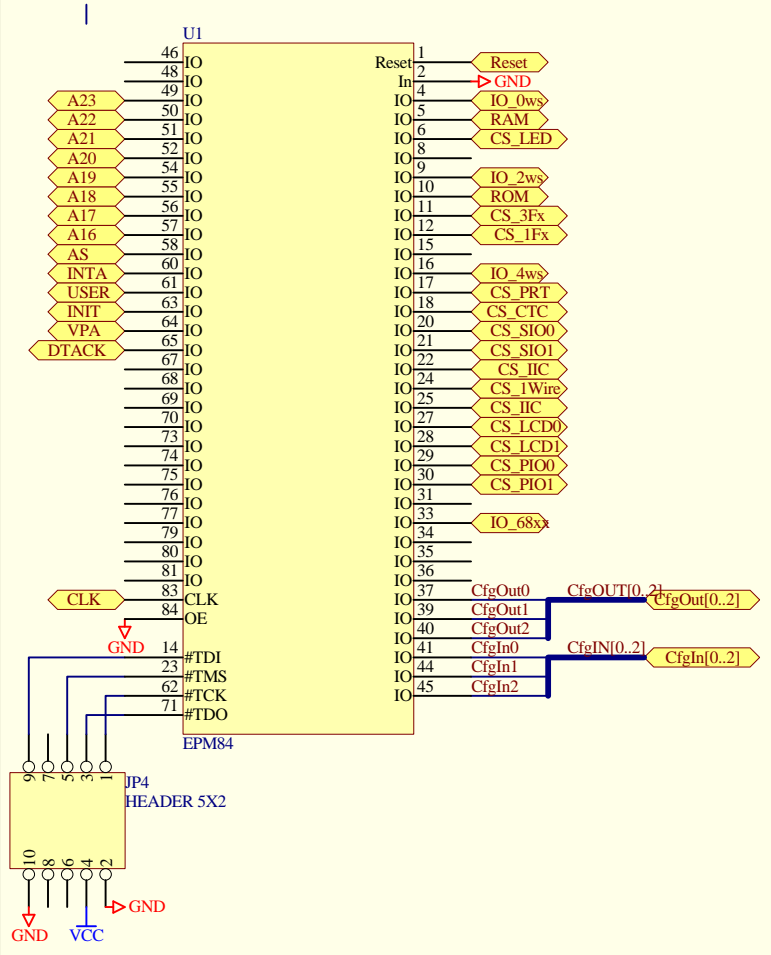 U1
46 IO Reset 1 Reset
48 IO In 2 GND
A23 49 IO IO 4 IO_0ws
A22 50 IO IO 5 RAM
A21 51 IO IO 6 CS_LED
A20 52 IO IO 8
A19 54 IO IO 9 IO_2ws
A18 55 IO IO 10 ROM
A17 56 IO IO 11 CS_3Fx
A16 57 IO IO 12 CS_1Fx
AS 58 IO IO 15
INTA 60 IO IO 16 IO_4ws
USER 61 IO IO 17 CS_PRT
INIT 63 IO IO 18 CS_CTC
VPA 64 IO IO 20 CS_SIO0
DTACK 65 IO IO 21 CS_SIO1
67 IO IO 22 CS_IIC
68 IO IO 24 CS_1Wire
69 IO IO 25 CS_IIC
70 IO IO 27 CS_LCD0
73 IO IO 28 CS_LCD1
74 IO IO 29 CS_PIO0
75 IO IO 30 CS_PIO1
76 IO IO 31
77 IO IO 33 IO_68xx
79 IO IO 34
80 IO IO 35
81 IO IO 36
CLK 83 CLK IO 37 CfgOut0 CfgOUT[0..2] CfgOut[0..2]
84 OE IO 39 CfgOut1
GND IO 40 CfgOut2
14 #TDI IO 41 CfgIn0 CfgIN[0..2] CfgIn[0..2]
23 #TMS IO 44 CfgIn1
62 #TCK IO 45 CfgIn2
71 #TDO
EPM84
9 7 5 3 1
JP4
HEADER 5X2
10 8 6 4 2
GND
GND VCC